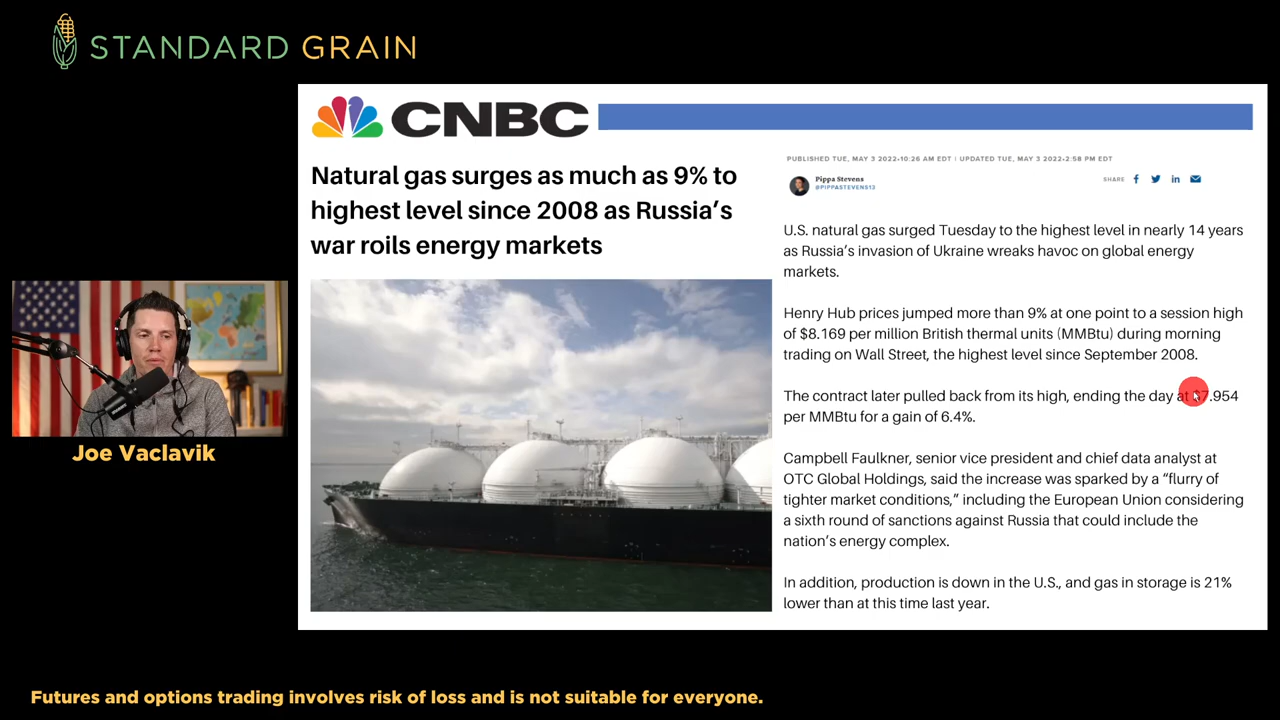 STANDARD GRAIN
CNBC
Natural gas surges as much as 9% to
highest level since 2008 as Russia’s
war roils energy markets
PUBLISHED TUE, MAY 3 2022•10:26 AM EDT | UPDATED TUE, MAY 3 2022•2:58 PM EDT
Pippa Stevens
@PIPPASTEVENS13
SHARE
U.S. natural gas surged Tuesday to the highest level in nearly 14 years
as Russia’s invasion of Ukraine wreaks havoc on global energy
markets.
Henry Hub prices jumped more than 9% at one point to a session high
of $8.169 per million British thermal units (MMBtu) during morning
trading on Wall Street, the highest level since September 2008.
The contract later pulled back from its high, ending the day at $7.954
per MMBtu for a gain of 6.4%.
Campbell Faulkner, senior vice president and chief data analyst at
OTC Global Holdings, said the increase was sparked by a “flurry of
tighter market conditions,” including the European Union considering
a sixth round of sanctions against Russia that could include the
nation’s energy complex.
In addition, production is down in the U.S., and gas in storage is 21%
lower than at this time last year.
Joe Vaclavik
Futures and options trading involves risk of loss and is not suitable for everyone.